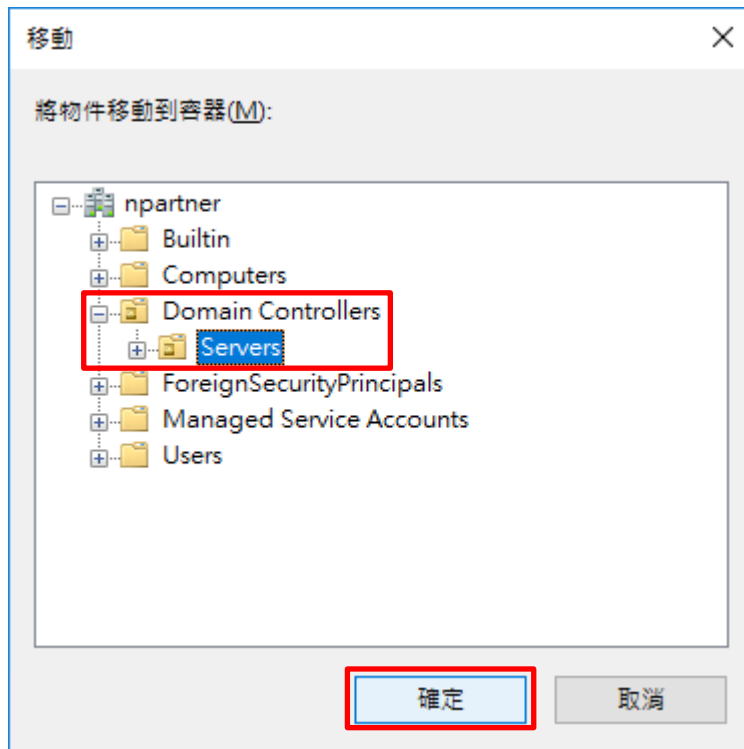 移動
將物件移動到容器(M):
npartner
Builtin
Computers
Domain Controllers
Servers
ForeignSecurityPrincipals
Managed Service Accounts
Users
確定
取消